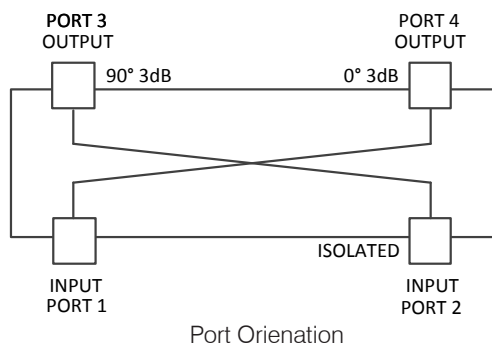 PORT 3
OUTPUT
PORT 4
OUTPUT
90° 3dB
0° 3dB
ISOLATED
INPUT
PORT 1
INPUT
PORT 2
Port Orienation